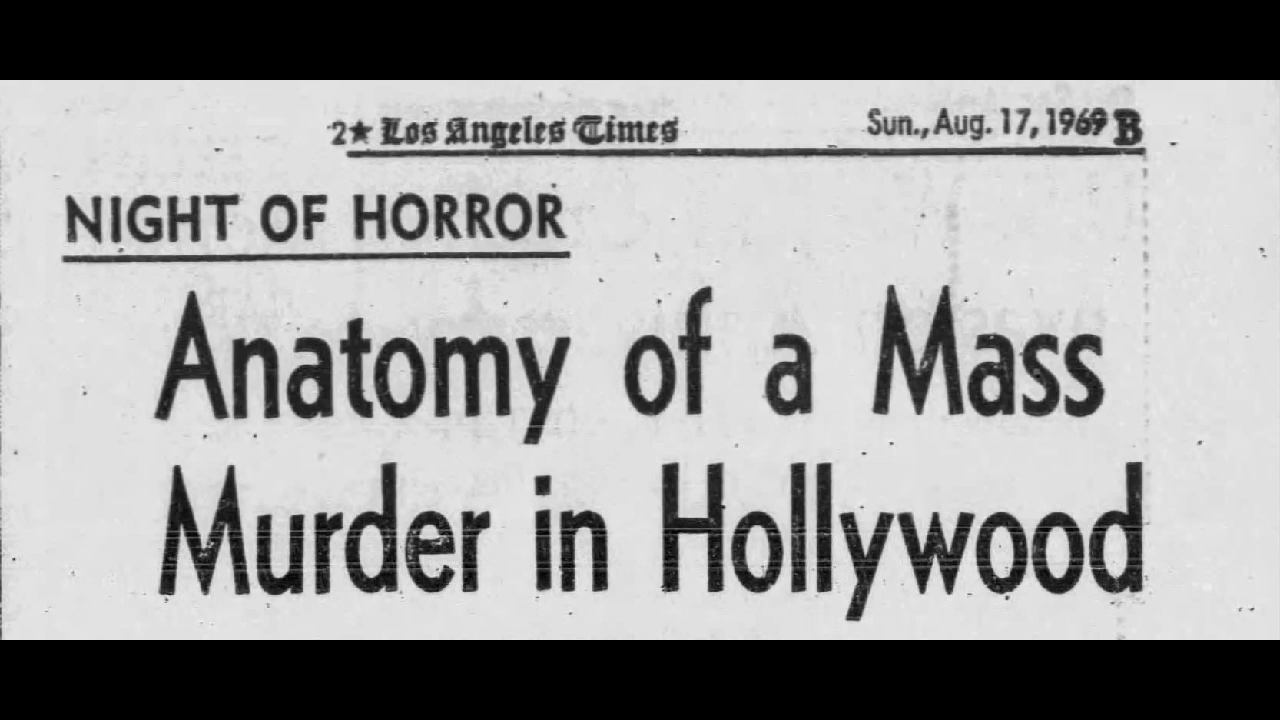 2★ Los Angeles Times Sun., Aug. 17, 1969 B
NIGHT OF HORROR
Anatomy of a Mass
Murder in Hollywood